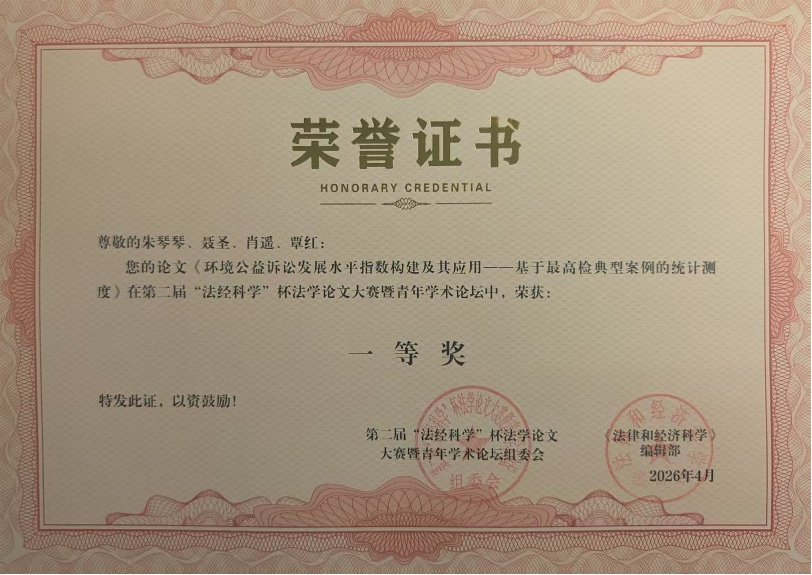 荣誉证书
HONORARY CREDENTIAL
尊敬的朱琴琴、聂圣、肖遥、覃红：
您的论文《环境公益诉讼发展水平指数构建及其应用——基于最高检典型案例的统计测
度》在第二届“法经科学”杯法学论文大赛暨青年学术论坛中，荣获：
一等奖
特发此证，以资鼓励！
第二届“法经科学”杯法学论文
大赛暨青年学术论坛组委会
组委会
《法律和经济科学》
编辑部
2026年4月